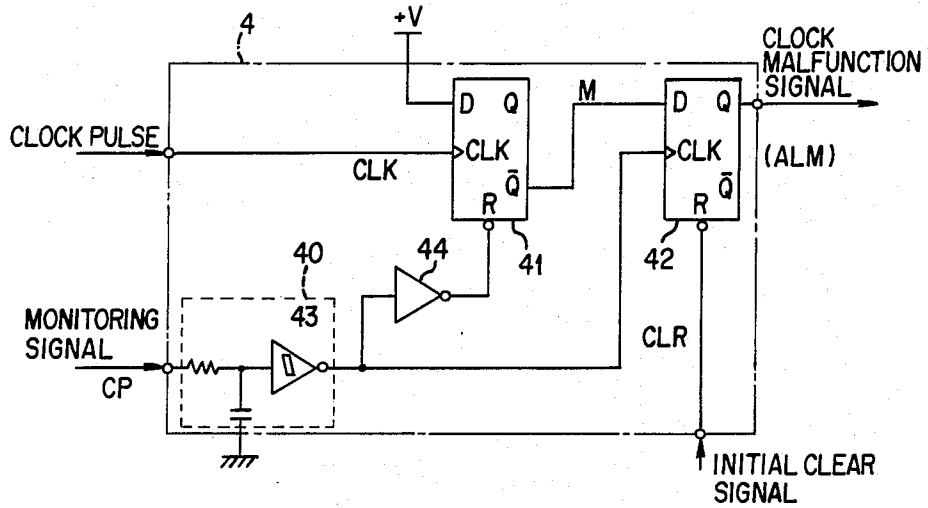 4
+V
CLOCK
MALFUNCTION
SIGNAL
D Q
M
D Q
CLOCK PULSE
CLK
CLK
CLK
(ALM)
Q̄
Q̄
R
R
41
42
40
44
43
MONITORING
SIGNAL
CP
CLR
INITIAL CLEAR
SIGNAL